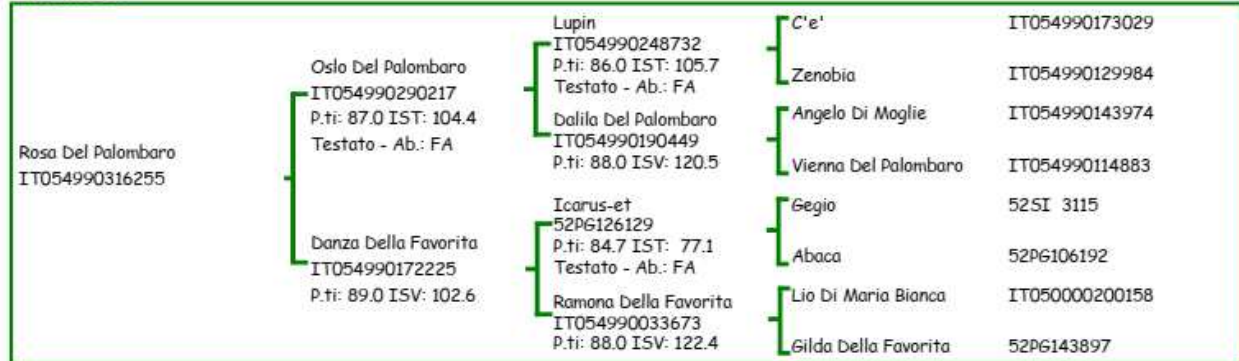 Rosa Del Palombaro
IT054990316255
Oslo Del Palombaro
IT054990290217
P.ti: 87.0 IST: 104.4
Testato - Ab.: FA
Danza Della Favorita
IT054990172225
P.ti: 89.0 ISV: 102.6
Lupin
IT054990248732
P.ti: 86.0 IST: 105.7
Testato - Ab.: FA
Dalila Del Palombaro
IT054990190449
P.ti: 88.0 ISV: 120.5
Icarus-et
52PG126129
P.ti: 84.7 IST: 77.1
Testato - Ab.: FA
Ramona Della Favorita
IT054990033673
P.ti: 88.0 ISV: 122.4
C'e' IT054990173029
Zenobia IT054990129984
Angelo Di Moglie IT054990143974
Vienna Del Palombaro IT054990114883
Gegio 52SI 3115
Abaca 52PG106192
Lio Di Maria Bianca IT050000200158
Gilda Della Favorita 52PG143897